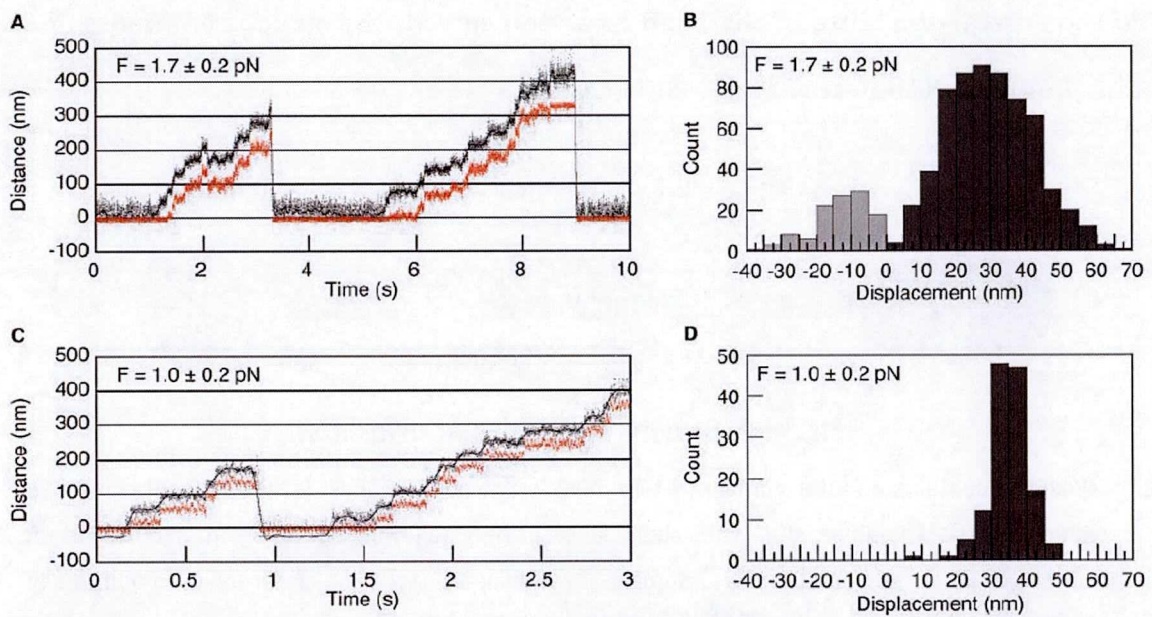 A
F = 1.7 ± 0.2 pN
Distance (nm)
500
400
300
200
100
0
-100
0 2 4 6 8 10
Time (s)
B
F = 1.7 ± 0.2 pN
Count
100
80
60
40
20
0
-40 -30 -20 -10 0 10 20 30 40 50 60 70
Displacement (nm)
C
F = 1.0 ± 0.2 pN
Distance (nm)
500
400
300
200
100
0
-100
0 0.5 1 1.5 2 2.5 3
Time (s)
D
F = 1.0 ± 0.2 pN
Count
50
40
30
20
10
0
-40 -30 -20 -10 0 10 20 30 40 50 60 70
Displacement (nm)